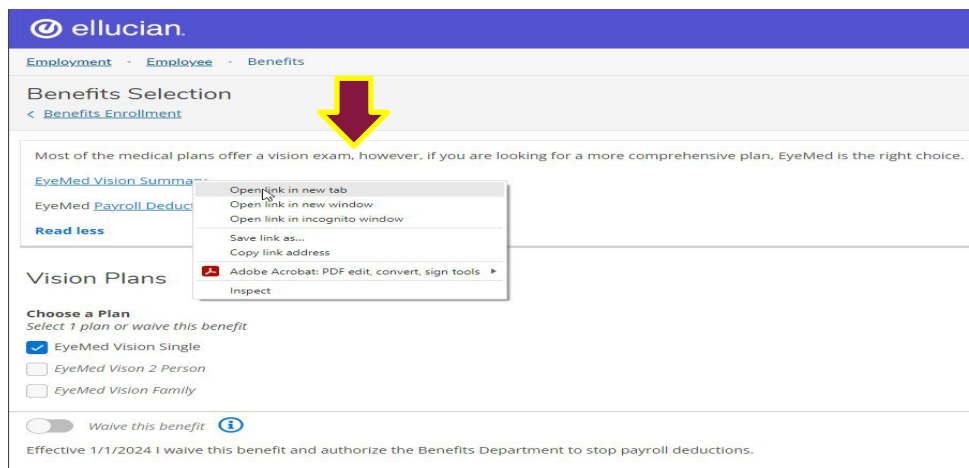 ellucian.
Employment - Employee - Benefits
Benefits Selection
< Benefits Enrollment
Most of the medical plans offer a vision exam, however, if you are looking for a more comprehensive plan, EyeMed is the right choice.
EyeMed Vision Summary
EyeMed Payroll Deduct
Read less
Open link in new tab
Open link in new window
Open link in incognito window
Save link as...
Copy link address
Adobe Acrobat: PDF edit, convert, sign tools
Inspect
Vision Plans
Choose a Plan
Select 1 plan or waive this benefit
EyeMed Vision Single
EyeMed Vison 2 Person
EyeMed Vision Family
Waive this benefit
Effective 1/1/2024 I waive this benefit and authorize the Benefits Department to stop payroll deductions.